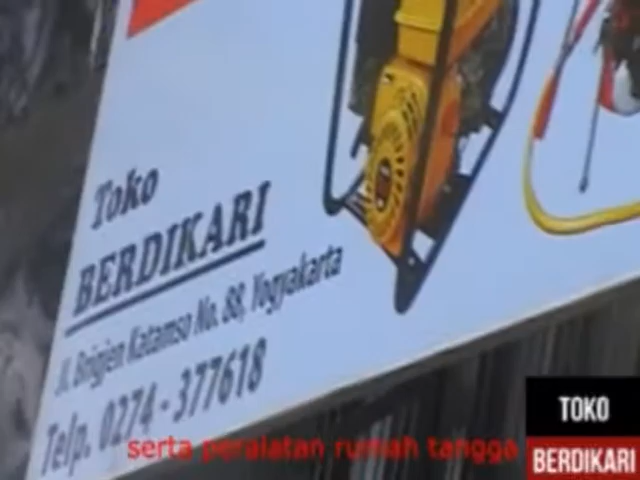 Toko
BERDIKARI
Jl. Brigjen Katamso No. 88, Yogyakarta
Telp. 0274 - 377618
serta peralatan rumah tangga
TOKO
BERDIKARI